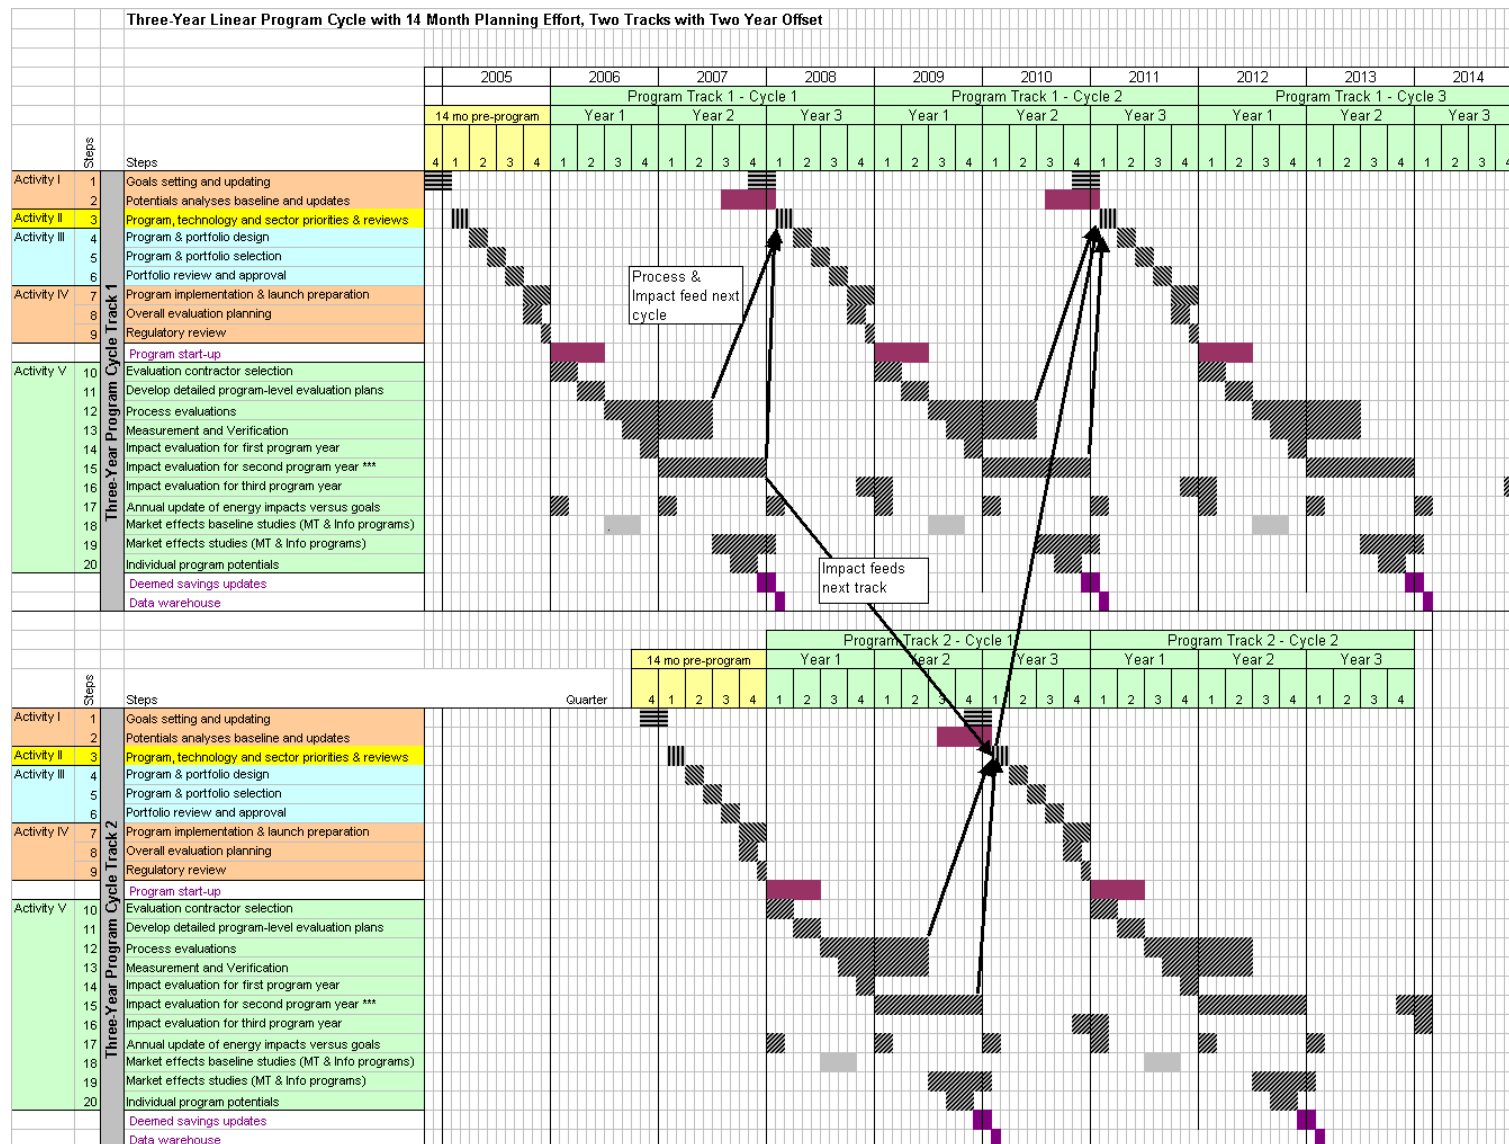 Three-Year Linear Program Cycle with 14 Month Planning Effort, Two Tracks with Two Year Offset
2005 2006 2007 2008 2009 2010 2011 2012 2013 2014
Program Track 1 - Cycle 1 Program Track 1 - Cycle 2 Program Track 1 - Cycle 3
14 mo pre-program Year 1 Year 2 Year 3 Year 1 Year 2 Year 3 Year 1 Year 2 Year 3
Steps Steps 4 1 2 3 4 1 2 3 4 1 2 3 4 1 2 3 4 1 2 3 4 1 2 3 4 1 2 3 4 1 2 3 4 1 2 3 4 1 2 3 4
Three-Year Program Cycle Track 1
Activity I 1 Goals setting and updating
2 Potentials analyses baseline and updates
Activity II 3 Program, technology and sector priorities & reviews
Activity III 4 Program & portfolio design
5 Program & portfolio selection
6 Portfolio review and approval
Activity IV 7 Program implementation & launch preparation
8 Overall evaluation planning
9 Regulatory review
Program start-up
Activity V 10 Evaluation contractor selection
11 Develop detailed program-level evaluation plans
12 Process evaluations
13 Measurement and Verification
14 Impact evaluation for first program year
15 Impact evaluation for second program year ***
16 Impact evaluation for third program year
17 Annual update of energy impacts versus goals
18 Market effects baseline studies (MT & Info programs)
19 Market effects studies (MT & Info programs)
20 Individual program potentials
Deemed savings updates
Data warehouse
Process &
Impact feed next
cycle
Impact feeds
next track
Program Track 2 - Cycle 1 Program Track 2 - Cycle 2
14 mo pre-program Year 1 Year 2 Year 3 Year 1 Year 2 Year 3
Steps Steps Quarter 4 1 2 3 4 1 2 3 4 1 2 3 4 1 2 3 4 1 2 3 4 1 2 3 4 1 2 3 4
Three-Year Program Cycle Track 2
Activity I 1 Goals setting and updating
2 Potentials analyses baseline and updates
Activity II 3 Program, technology and sector priorities & reviews
Activity III 4 Program & portfolio design
5 Program & portfolio selection
6 Portfolio review and approval
Activity IV 7 Program implementation & launch preparation
8 Overall evaluation planning
9 Regulatory review
Program start-up
Activity V 10 Evaluation contractor selection
11 Develop detailed program-level evaluation plans
12 Process evaluations
13 Measurement and Verification
14 Impact evaluation for first program year
15 Impact evaluation for second program year ***
16 Impact evaluation for third program year
17 Annual update of energy impacts versus goals
18 Market effects baseline studies (MT & Info programs)
19 Market effects studies (MT & Info programs)
20 Individual program potentials
Deemed savings updates
Data warehouse